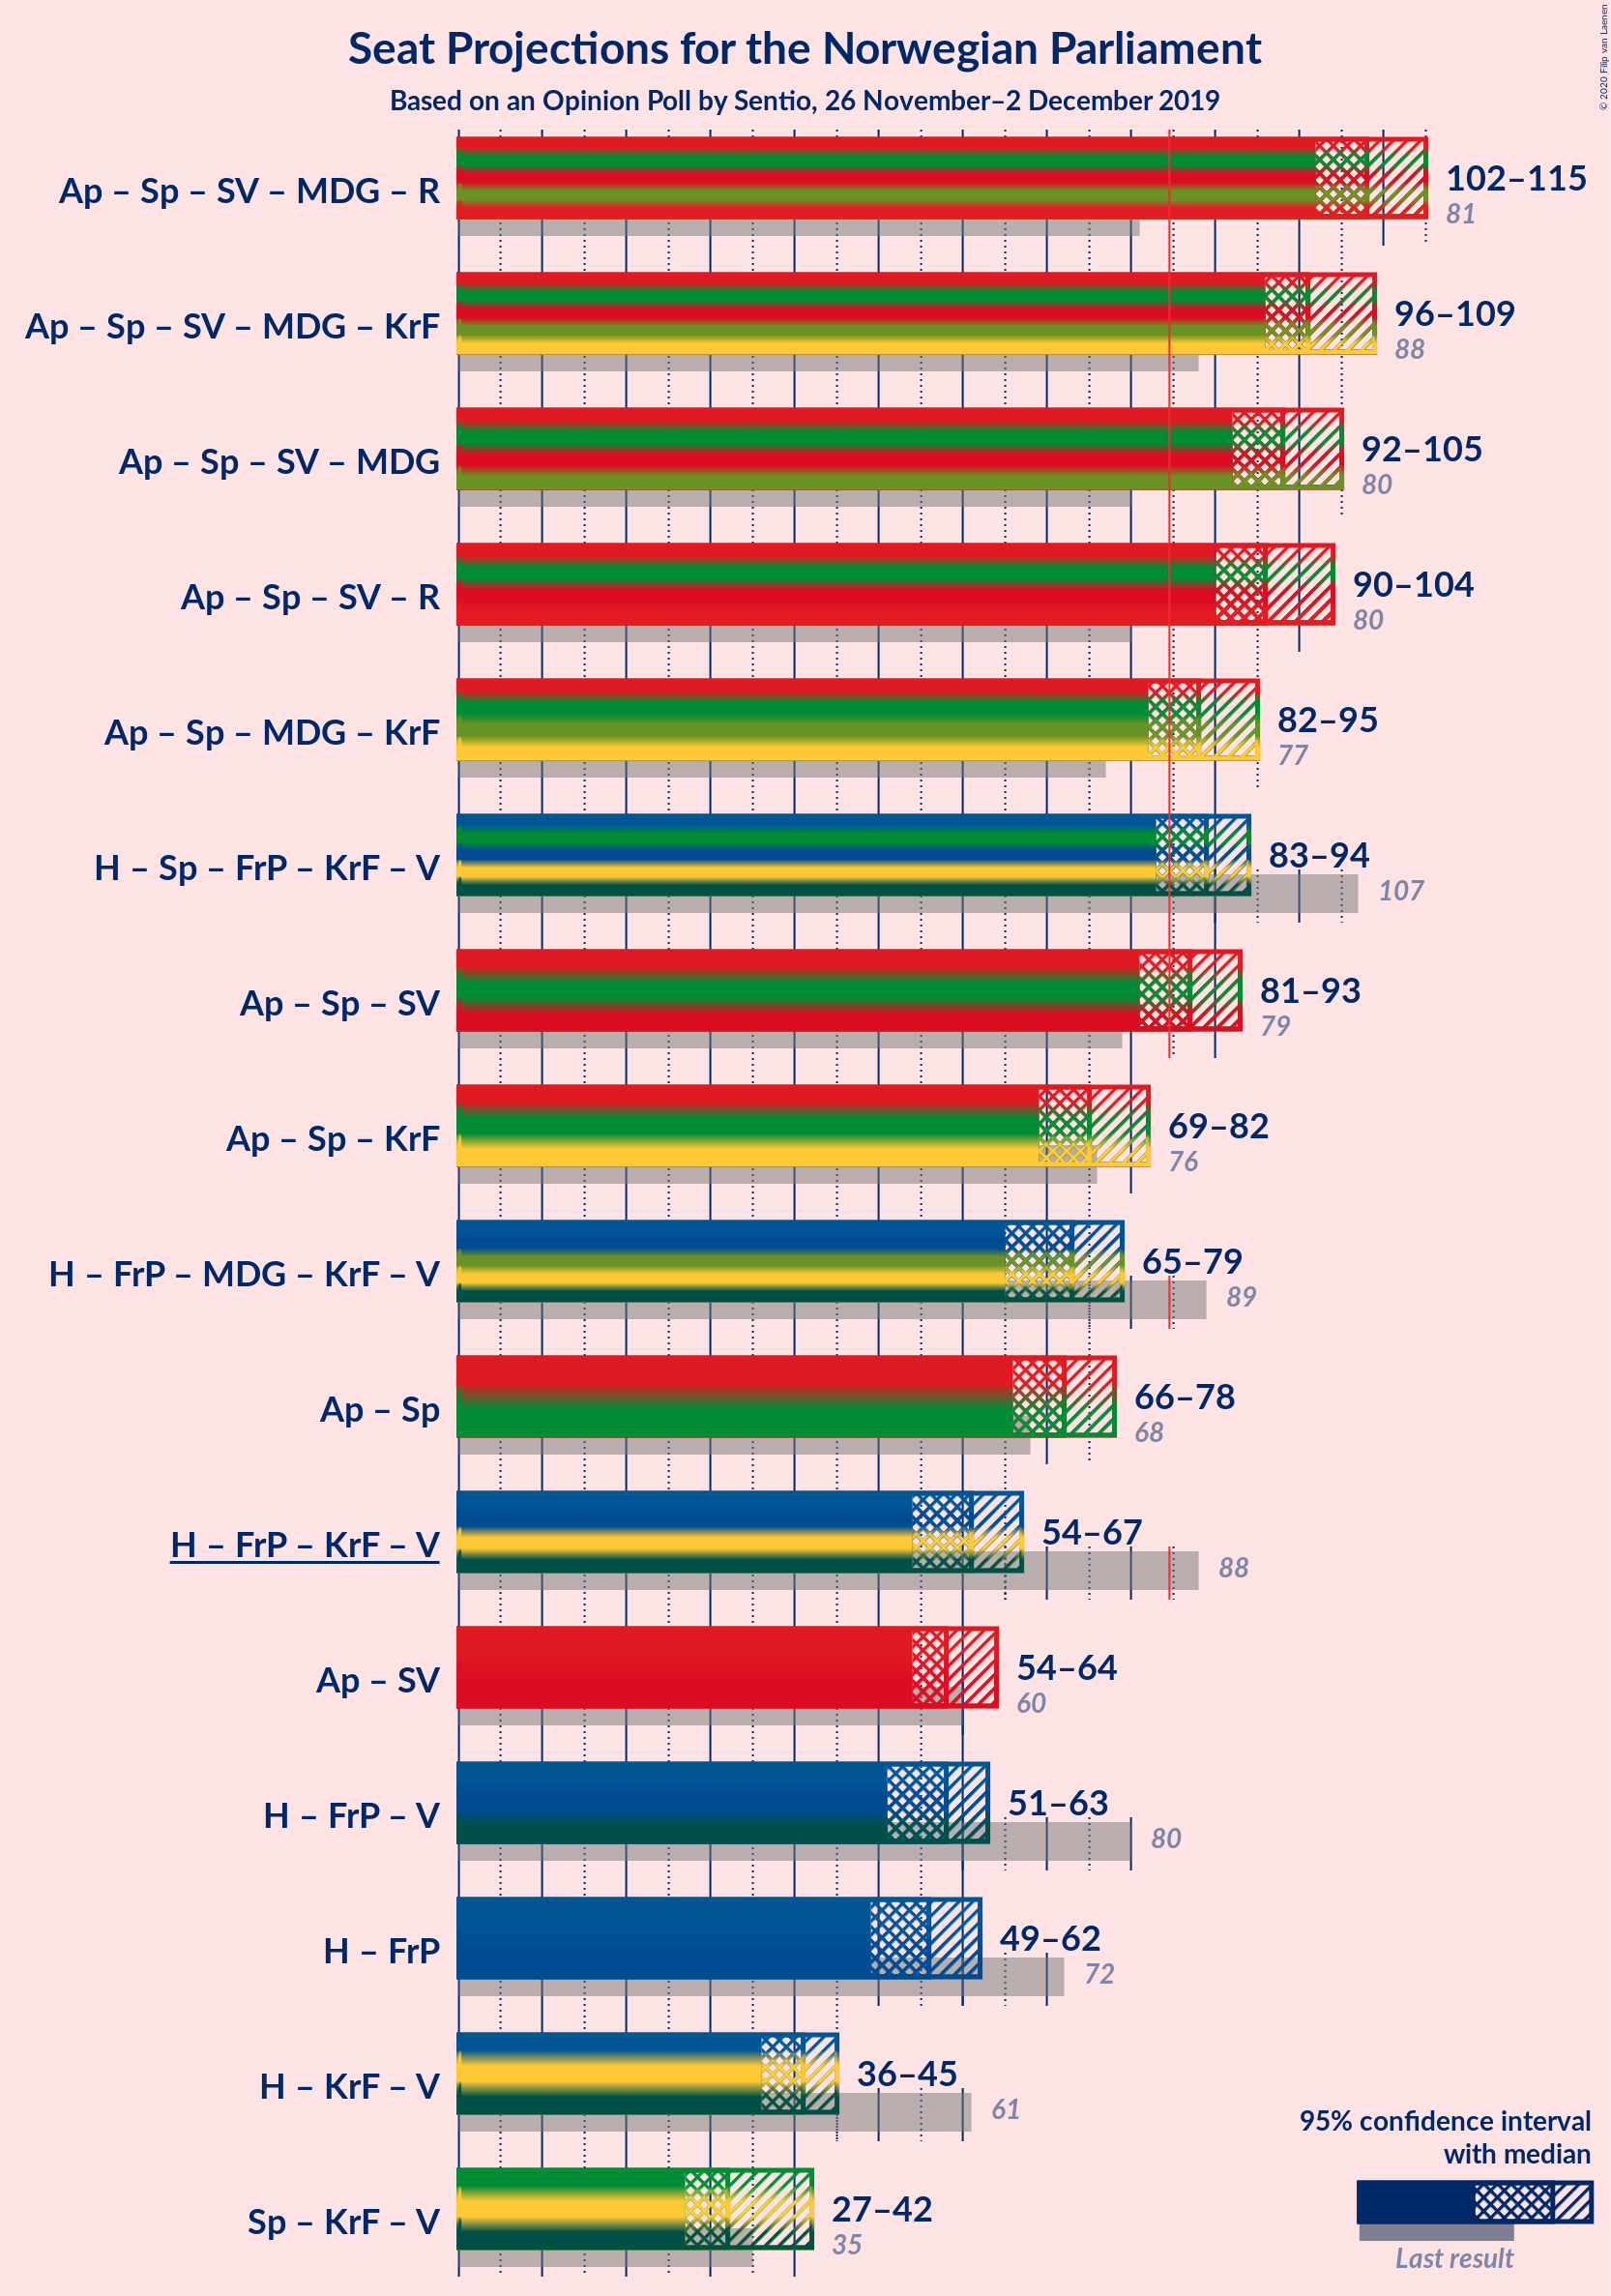 Seat Projections for the Norwegian Parliament
Based on an Opinion Poll by Sentio, 26 November–2 December 2019
© 2020 Filip van Laenen
Ap – Sp – SV – MDG – R
102–115
81
Ap – Sp – SV – MDG – KrF
96–109
88
Ap – Sp – SV – MDG
92–105
80
Ap – Sp – SV – R
90–104
80
Ap – Sp – MDG – KrF
82–95
77
H – Sp – FrP – KrF – V
83–94
107
Ap – Sp – SV
81–93
79
Ap – Sp – KrF
69–82
76
H – FrP – MDG – KrF – V
65–79
89
Ap – Sp
66–78
68
H – FrP – KrF – V
54–67
88
Ap – SV
54–64
60
H – FrP – V
51–63
80
H – FrP
49–62
72
H – KrF – V
36–45
61
Sp – KrF – V
27–42
35
95% confidence interval
with median
Last result